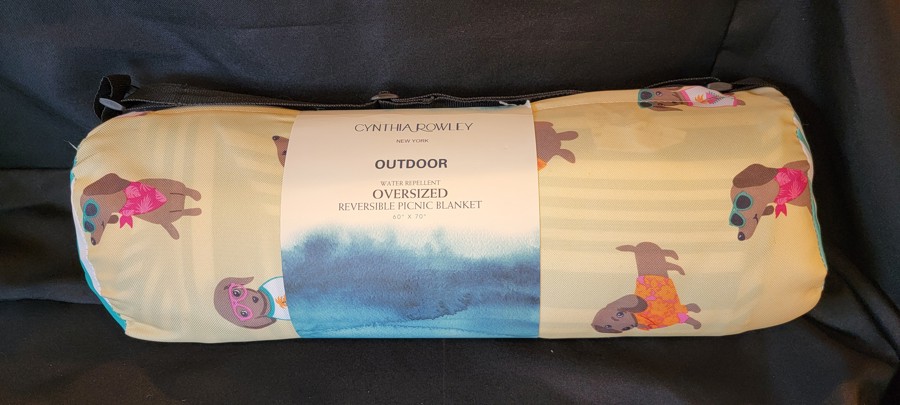 CYNTHIA ROWLEY
NEW YORK
OUTDOOR
WATER REPELLENT
OVERSIZED
REVERSIBLE PICNIC BLANKET
60" X 70"